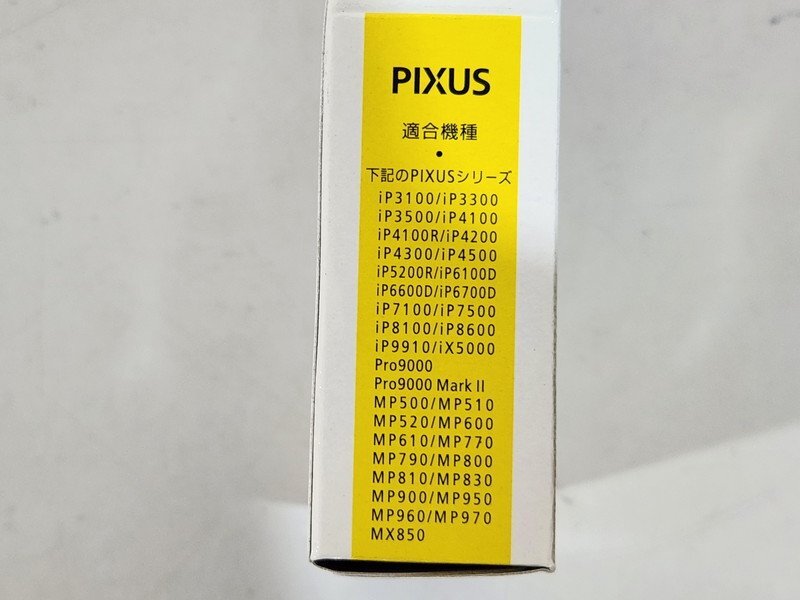 PIXUS
適合機種
●
下記のPIXUSシリーズ
iP3100/iP3300
iP3500/iP4100
iP4100R/iP4200
iP4300/iP4500
iP5200R/iP6100D
iP6600D/iP6700D
iP7100/iP7500
iP8100/iP8600
iP9910/iX5000
Pro9000
Pro9000 Mark II
MP500/MP510
MP520/MP600
MP610/MP770
MP790/MP800
MP810/MP830
MP900/MP950
MP960/MP970
MX850